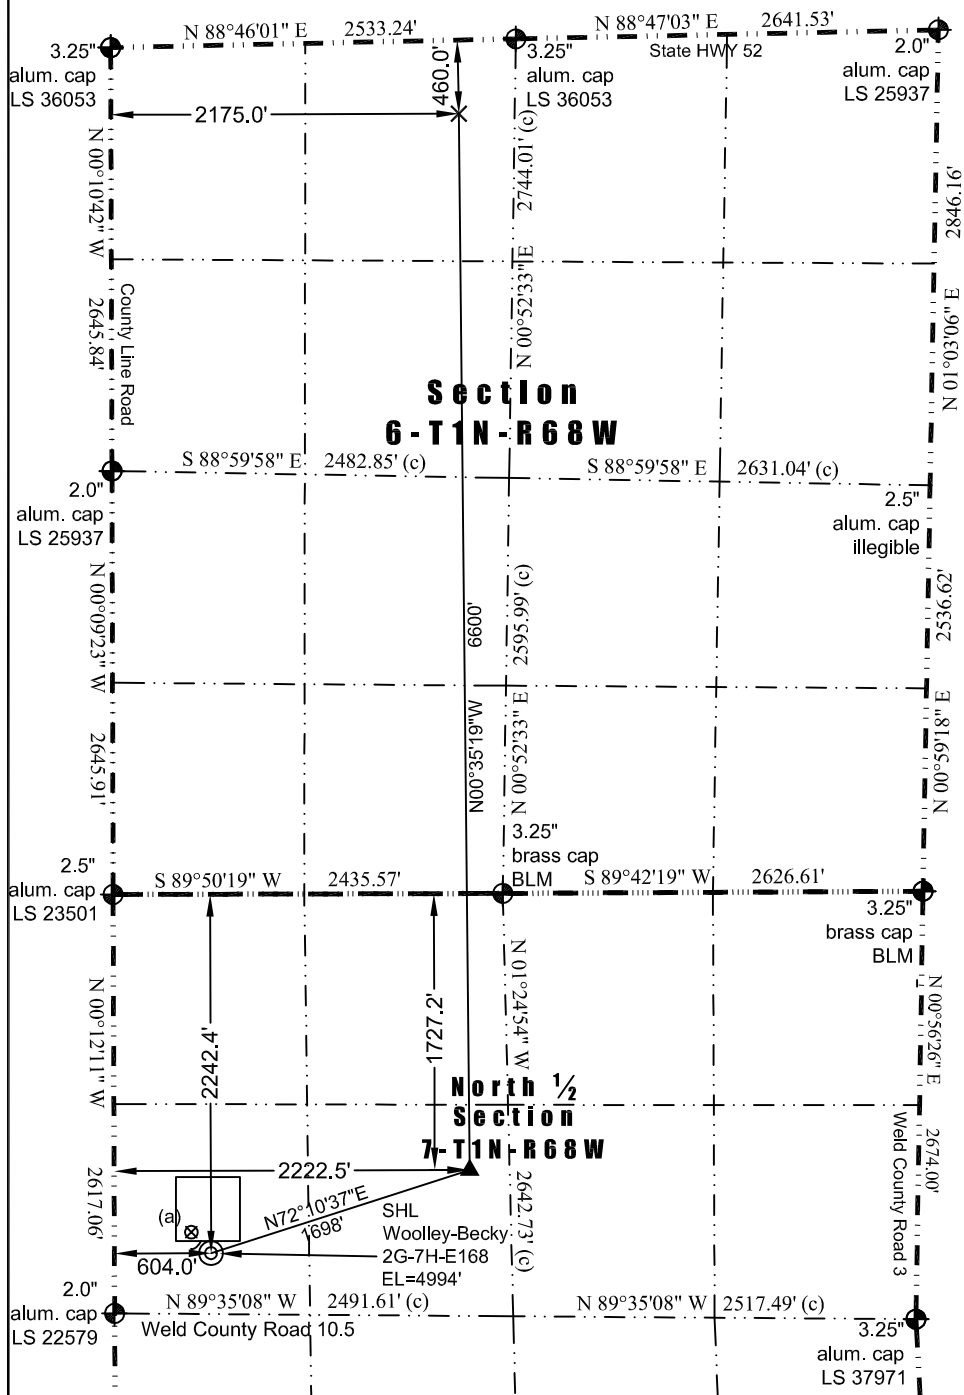 N 88°46'01" E 2533.24' N 88°47'03" E 2641.53'
State HWY 52
3.25"
alum. cap
LS 36053
3.25"
alum. cap
LS 36053
2.0"
alum. cap
LS 25937
460.0'
2175.0'
N 00°10'42" W 2645.84'
County Line Road
N 00°52'33" E 2744.01' (c)
N 01°03'06" E 2846.16'
Section
6-T1N-R68W
S 88°59'58" E 2482.85' (c) S 88°59'58" E 2631.04' (c)
2.0"
alum. cap
LS 25937
2.5"
alum. cap
illegible
N 00°09'23" W 2645.91'
N00°35'19"W 6600'
N 00°52'33" E 2595.99' (c)
N 00°59'18" E 2536.62'
3.25"
brass cap
BLM
2.5"
alum. cap
LS 23501
S 89°50'19" W 2435.57' S 89°42'19" W 2626.61'
3.25"
brass cap
BLM
N 00°12'11" W 2617.06'
2242.4'
1727.2'
N 01°24'54" W 2642.73' (c)
N 00°56'26" E 2674.00'
Weld County Road 3
North ½
Section
7-T1N-R68W
2222.5'
N72°10'37"E
1698'
(a)
SHL
Woolley-Becky
2G-7H-E168
EL=4994'
604.0'
2.0"
alum. cap
LS 22579
N 89°35'08" W 2491.61' (c) N 89°35'08" W 2517.49' (c)
Weld County Road 10.5
3.25"
alum. cap
LS 37971